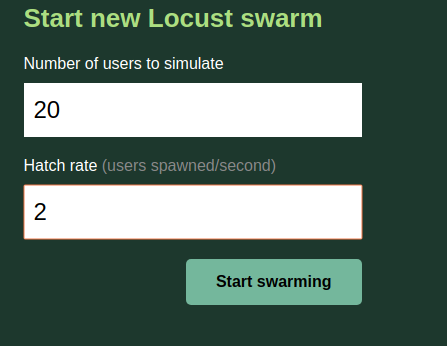 Start new Locust swarm
Number of users to simulate
20
Hatch rate (users spawned/second)
2
Start swarming